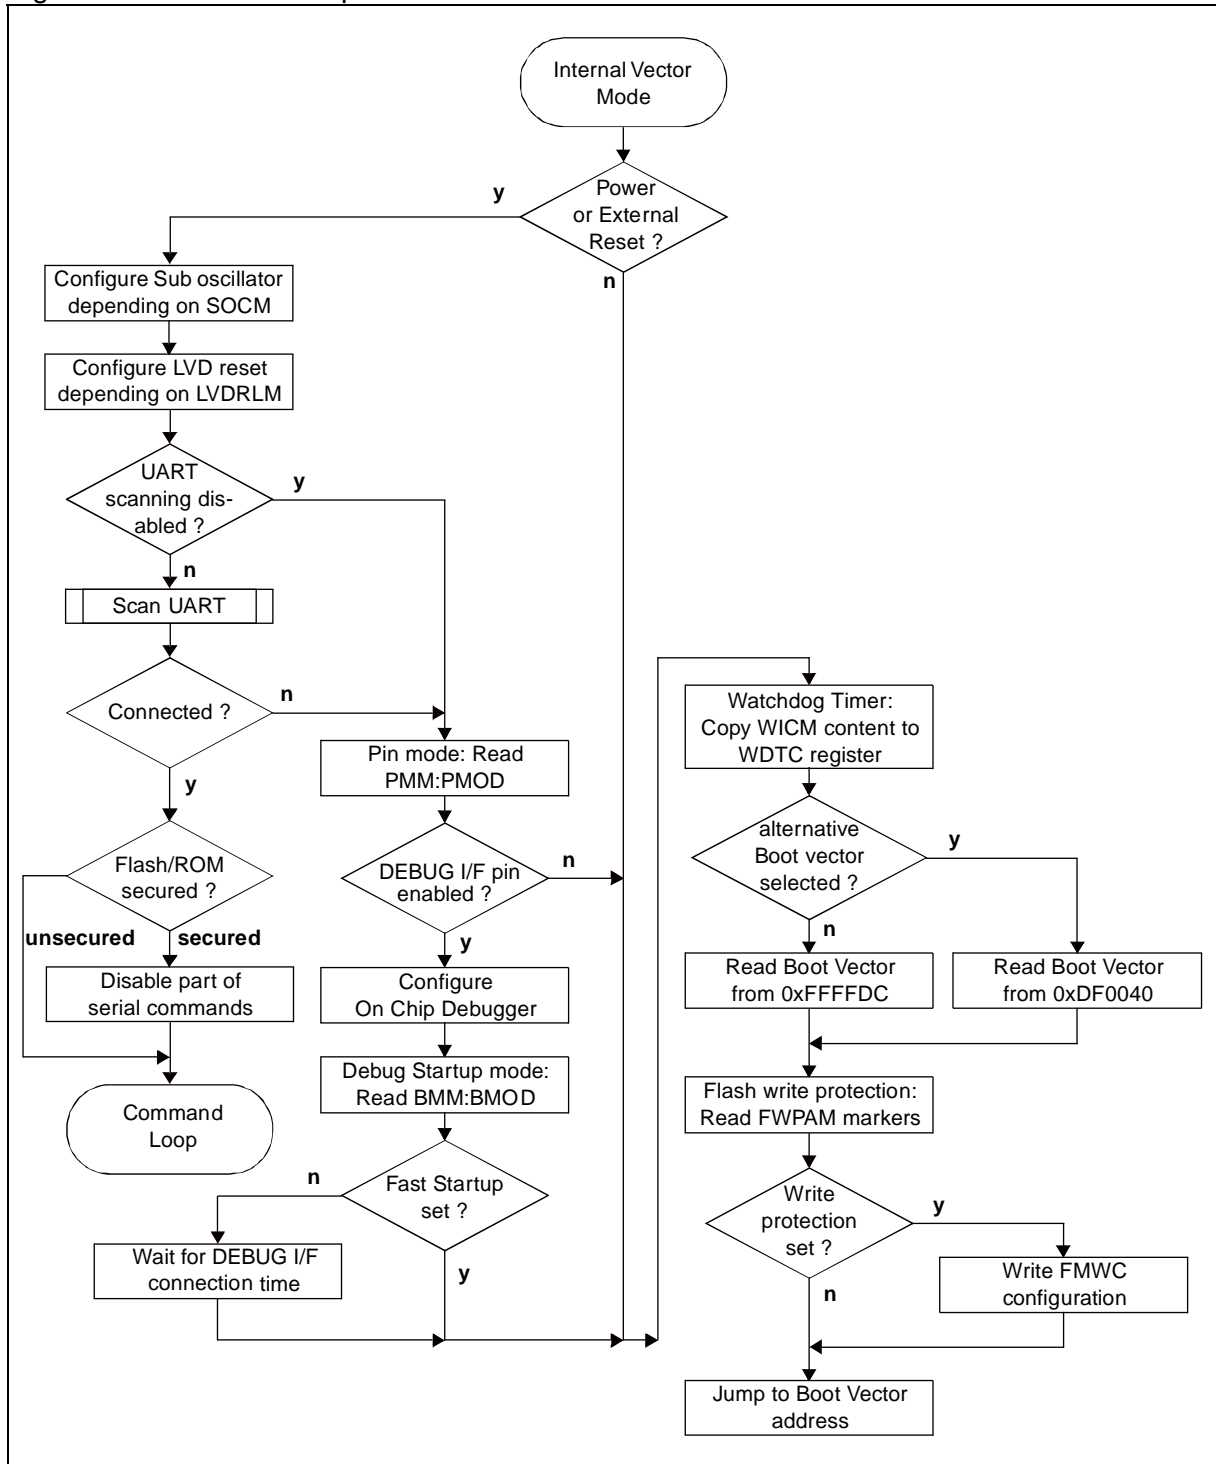 Internal Vector
Mode
Power
or External
Reset ?
y
n
Configure Sub oscillator
depending on SOCM
Configure LVD reset
depending on LVDRLM
UART
scanning dis-
abled ?
y
n
Scan UART
Connected ?
n
y
Flash/ROM
secured ?
unsecured
secured
Disable part of
serial commands
Command
Loop
Pin mode: Read
PMM:PMOD
DEBUG I/F pin
enabled ?
n
y
Configure
On Chip Debugger
Debug Startup mode:
Read BMM:BMOD
Fast Startup
set ?
n
y
Wait for DEBUG I/F
connection time
Watchdog Timer:
Copy WICM content to
WDTC register
alternative
Boot vector
selected ?
y
n
Read Boot Vector
from 0xFFFFDC
Read Boot Vector
from 0xDF0040
Flash write protection:
Read FWPAM markers
Write
protection
set ?
y
n
Write FMWC
configuration
Jump to Boot Vector
address